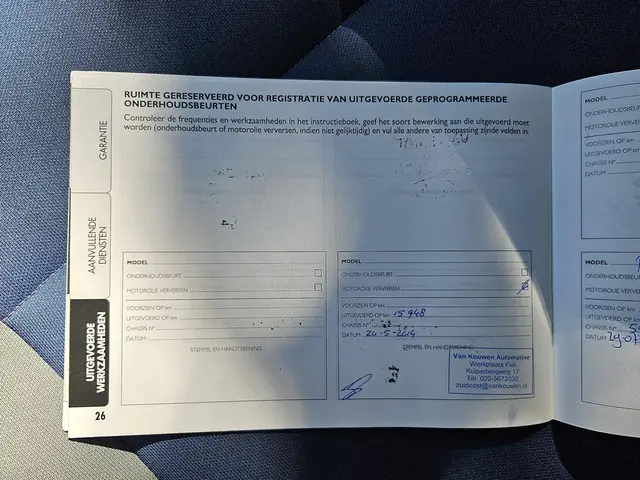 RUIMTE GERESERVEERD VOOR REGISTRATIE VAN UITGEVOERDE GEPROGRAMMEERDE
ONDERHOUDSBEURTEN
Controleer de frequenties en werkzaamheden in het instructieboek, geef het soort bewerking aan die uitgevoerd moet
worden (onderhoudsbeurt of motorolie verversen, indien niet gelijktijdig) en vul alle andere van toepassing zijnde velden in.
GARANTIE
AANVULLENDE
DIENSTEN
UITGEVOERDE
WERKZAAMHEDEN
26
MODEL
ONDERHOUDSBEURT
MOTOROLIE VERVERSEN
VOORZIEN OP km
UITGEVOERD OP km
CHASSIS N°
DATUM
STEMPEL EN HANDTEKENING
MODEL
ONDERHOUDSBEURT
MOTOROLIE VERVERSEN
VOORZIEN OP km
UITGEVOERD OP km 15948
CHASSIS N°
DATUM 20-5-2014
STEMPEL EN HANDTEKENING
Van Kouwen Automotive
Werkplaats Fiat
Kuiperbergweg 17
Tel. 020-5672030
zuidoost@vankouwen.nl
MODEL
ONDERHOUDSBEURT
MOTOROLIE VERVERSEN
VOORZIEN OP km
UITGEVOERD OP km
CHASSIS N°
DATUM
MODEL
ONDERHOUDSBEURT
MOTOROLIE VERVERSEN
VOORZIEN OP km
UITGEVOERD OP km
CHASSIS N°
DATUM